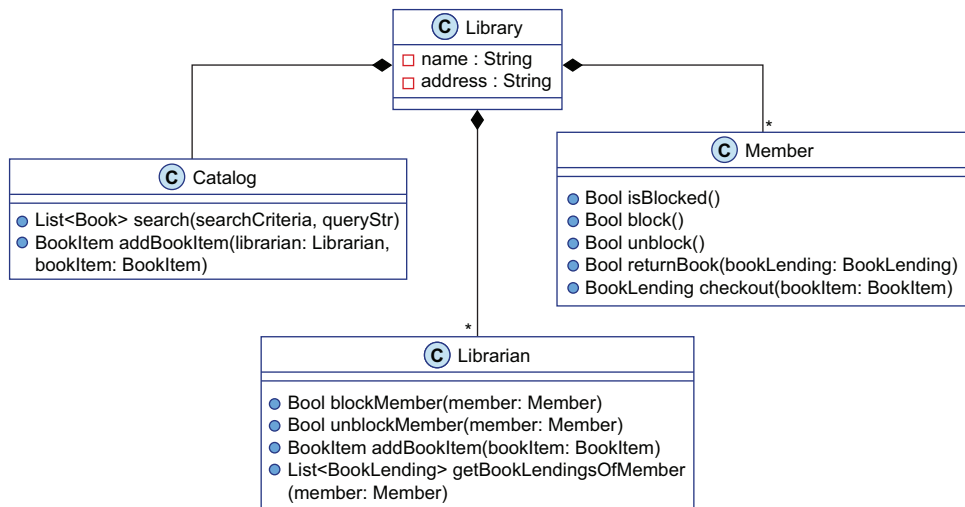 C Library
name : String
address : String
*
C Member
Bool isBlocked()
Bool block()
Bool unblock()
Bool returnBook(bookLending: BookLending)
BookLending checkout(bookItem: BookItem)
C Catalog
List<Book> search(searchCriteria, queryStr)
BookItem addBookItem(librarian: Librarian,
bookItem: BookItem)
*
C Librarian
Bool blockMember(member: Member)
Bool unblockMember(member: Member)
BookItem addBookItem(bookItem: BookItem)
List<BookLending> getBookLendingsOfMember
(member: Member)